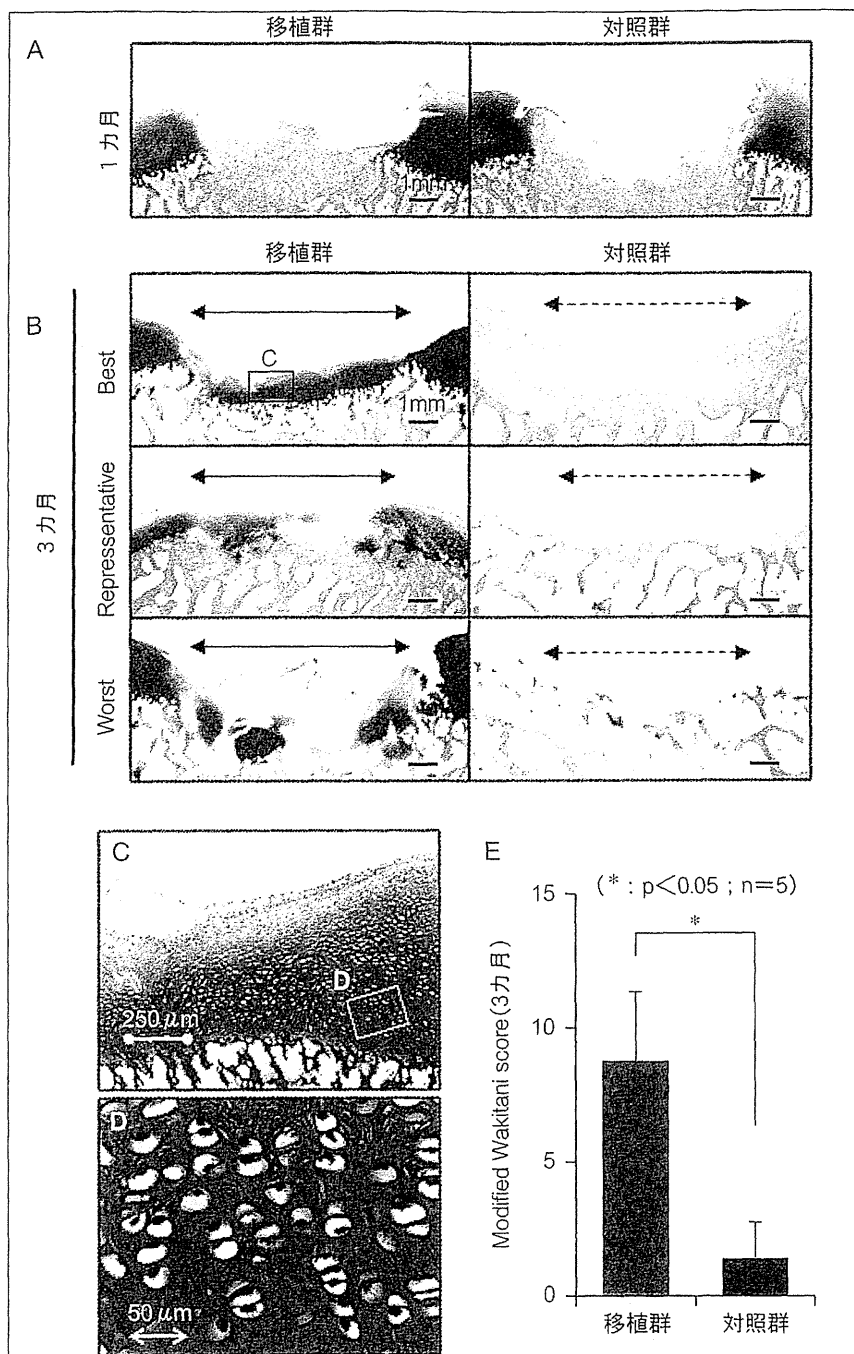 A
移植群
対照群
1カ月
1mm
移植群
対照群
B
3カ月
Best
C
1mm
Representative
Worst
C
D
250μm
D
50μm
E
(*:p<0.05;n=5)
*
15
10
5
0
Modified Wakitani score(3カ月)
移植群
対照群